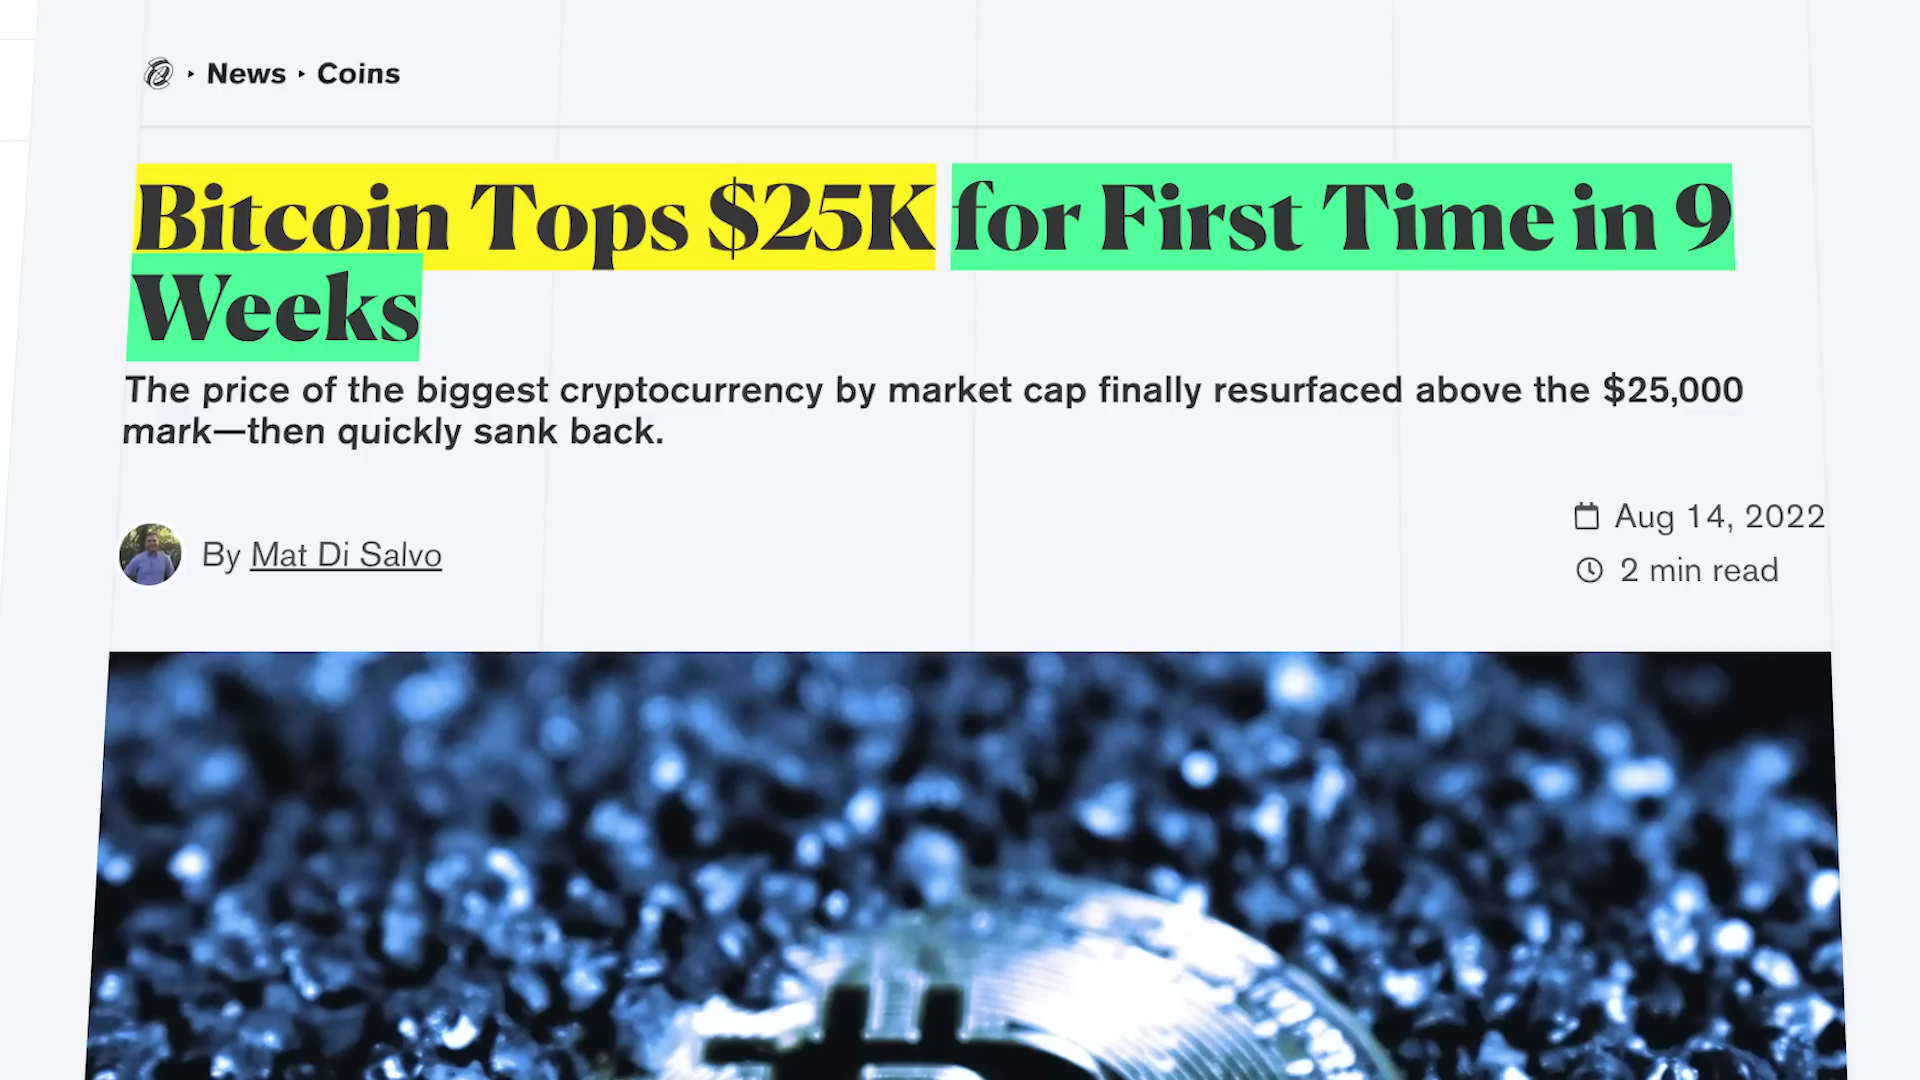 News ‣ Coins
Bitcoin Tops $25K for First Time in 9
Weeks
The price of the biggest cryptocurrency by market cap finally resurfaced above the $25,000
mark—then quickly sank back.
By Mat Di Salvo
Aug 14, 2022
2 min read